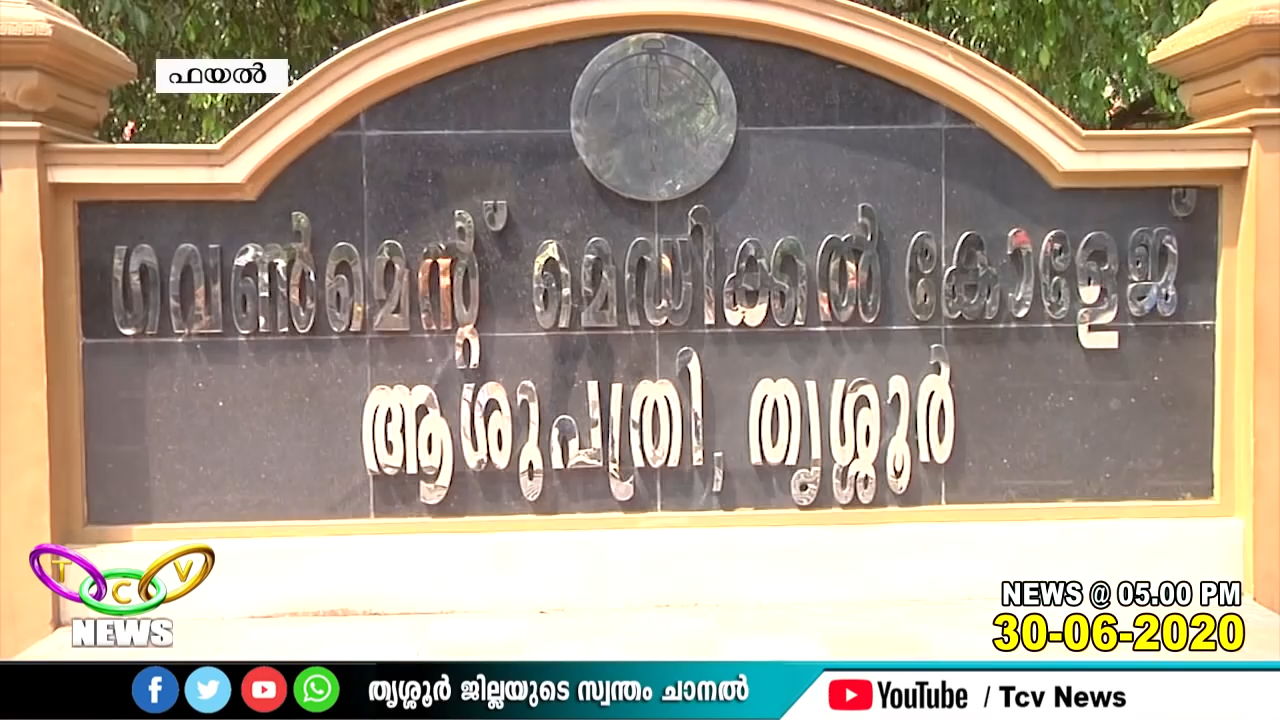 ഫയൽ
ഗവൺമെന്റ് മെഡിക്കൽ കോളേജ്
ആശുപത്രി, തൃശ്ശൂർ
T C V
NEWS
NEWS @ 05.00 PM
30-06-2020
തൃശ്ശൂർ ജില്ലയുടെ സ്വന്തം ചാനൽ
YouTube / Tcv News